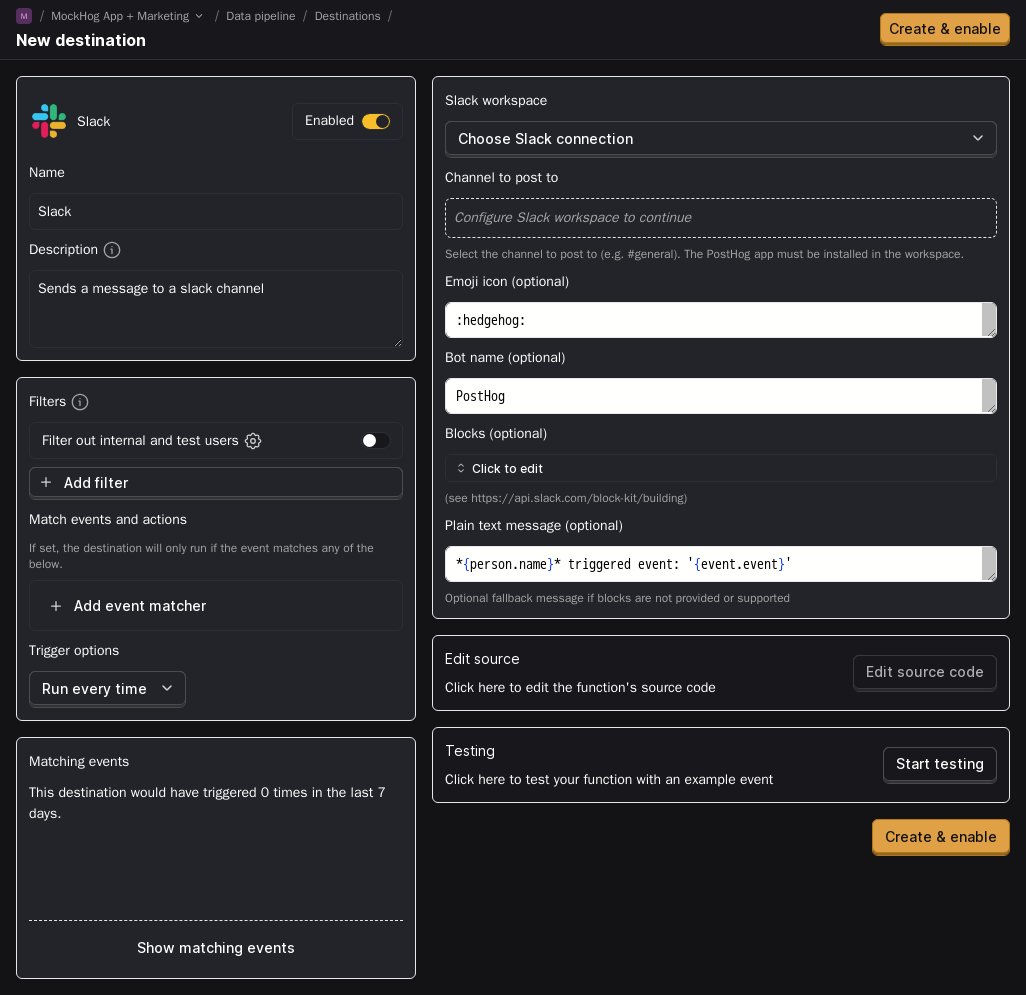 M / MockHog App + Marketing / Data pipeline / Destinations /
New destination
Create & enable
Slack
Enabled
Name
Slack
Description
Sends a message to a slack channel
Filters
Filter out internal and test users
Add filter
Match events and actions
If set, the destination will only run if the event matches any of the
below.
Add event matcher
Trigger options
Run every time
Matching events
This destination would have triggered 0 times in the last 7
days.
Show matching events
Slack workspace
Choose Slack connection
Channel to post to
Configure Slack workspace to continue
Select the channel to post to (e.g. #general). The PostHog app must be installed in the workspace.
Emoji icon (optional)
:hedgehog:
Bot name (optional)
PostHog
Blocks (optional)
Click to edit
(see https://api.slack.com/block-kit/building)
Plain text message (optional)
*{person.name}* triggered event: '{event.event}'
Optional fallback message if blocks are not provided or supported
Edit source
Click here to edit the function's source code
Edit source code
Testing
Click here to test your function with an example event
Start testing
Create & enable